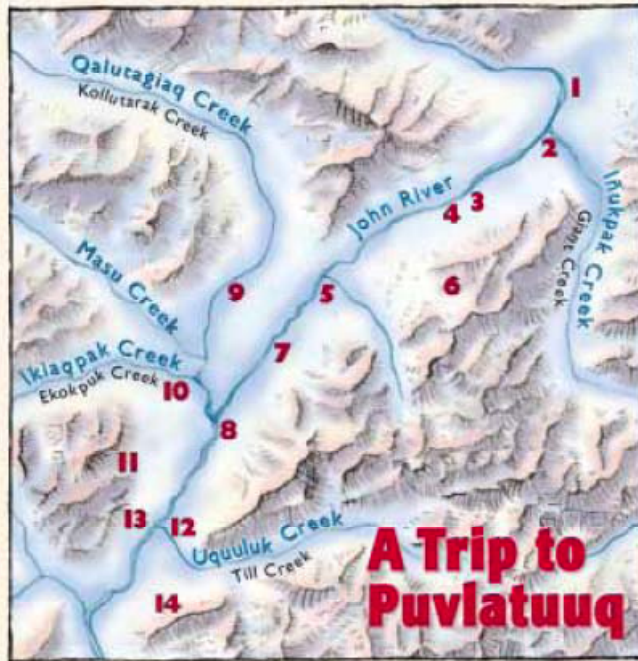 Qalutagiaq Creek
Kollutarak Creek
1
2
John River
3
4
Iñukpak Creek
Giant Creek
Masu Creek
9
5
6
7
Iklaqpak Creek
Ekokpuk Creek
10
8
11
13
12
Uquuluk Creek
Till Creek
14
A Trip to
Puvlatuuq